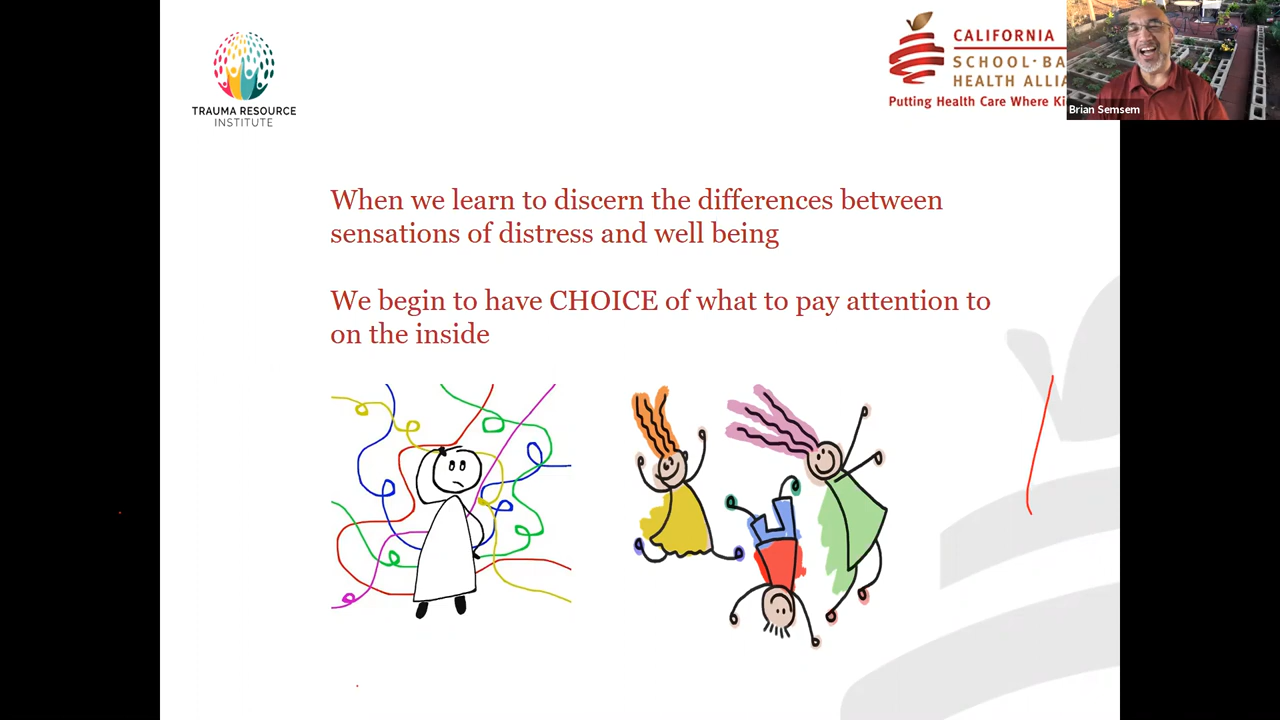 TRAUMA RESOURCE
INSTITUTE
CALIFORNIA
SCHOOL·BA
HEALTH ALLIA
Putting Health Care Where Ki
Brian Semsem
When we learn to discern the differences between
sensations of distress and well being
We begin to have CHOICE of what to pay attention to
on the inside